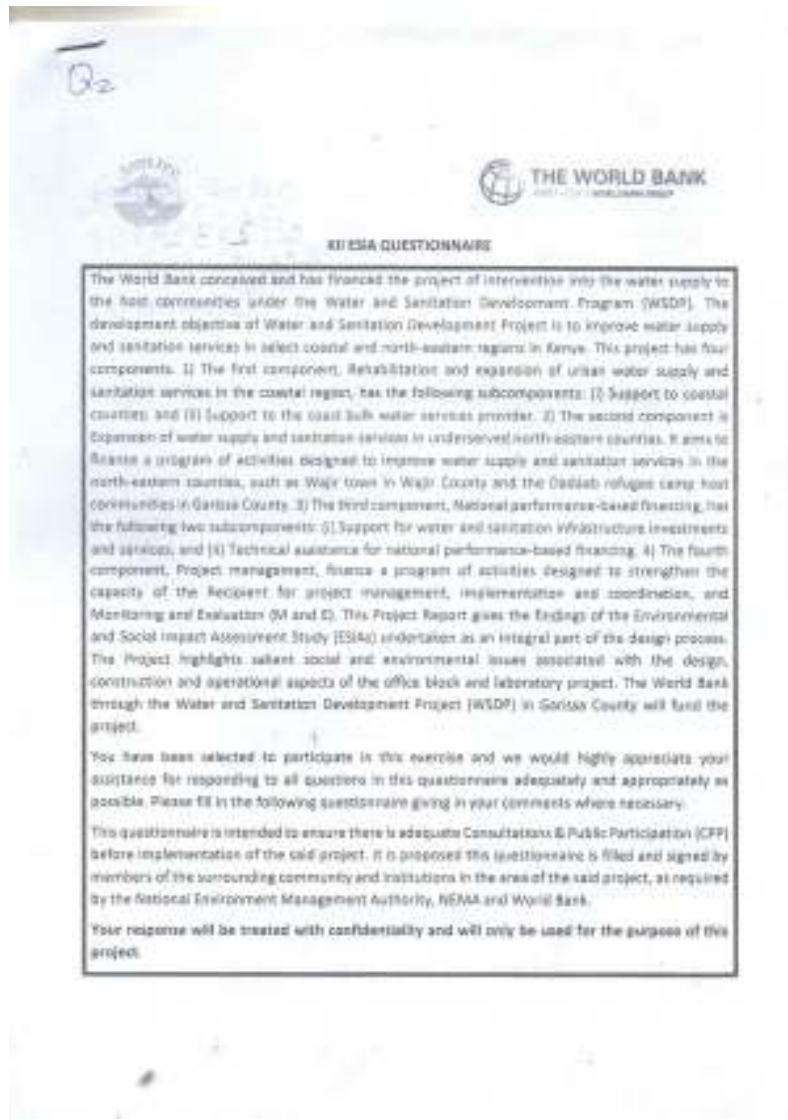 Q2
THE WORLD BANK
KII ESIA QUESTIONNAIRE
The World Bank conceived and has financed the project of intervention into the water supply to
the host communities under the Water and Sanitation Development Program (WSDP). The
development objective of Water and Sanitation Development Project is to improve water supply
and sanitation services in select coastal and north-eastern regions in Kenya. This project has four
components. 1) The first component, Rehabilitation and expansion of urban water supply and
sanitation services in the coastal region, has the following subcomponents: (i) Support to coastal
counties; and (ii) Support to the coast bulk water services provider. 2) The second component is
Expansion of water supply and sanitation services in underserved north-eastern counties. It aims to
finance a program of activities designed to improve water supply and sanitation services in the
north-eastern counties, such as Wajir town in Wajir County and the Dadaab refugee camp host
communities in Garissa County. 3) The third component, National performance-based financing, has
the following two subcomponents: (i) Support for water and sanitation infrastructure investments
and services, and (ii) Technical assistance for national performance-based financing. 4) The fourth
component, Project management, finance a program of activities designed to strengthen the
capacity of the Recipient for project management, implementation and coordination, and
Monitoring and Evaluation (M and E). This Project Report gives the findings of the Environmental
and Social Impact Assessment Study (ESIAs) undertaken as an integral part of the design process.
The Project highlights salient social and environmental issues associated with the design,
construction and operational aspects of the office block and laboratory project. The World Bank
through the Water and Sanitation Development Project (WSDP) in Garissa County will fund the
project.
You have been selected to participate in this exercise and we would highly appreciate your
assistance for responding to all questions in this questionnaire adequately and appropriately as
possible. Please fill in the following questionnaire giving in your comments where necessary.
This questionnaire is intended to ensure there is adequate Consultations & Public Participation (CPP)
before implementation of the said project. It is proposed this questionnaire is filled and signed by
members of the surrounding community and institutions in the area of the said project, as required
by the National Environment Management Authority, NEMA and World Bank.
Your response will be treated with confidentiality and will only be used for the purpose of this
project.